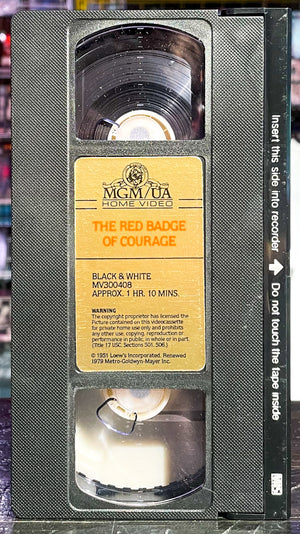 MGM/UA
HOME VIDEO
THE RED BADGE
OF COURAGE
BLACK & WHITE
MV300408
APPROX. 1 HR. 10 MINS.
WARNING
The copyright proprietor has licensed the
Picture contained on this videocassette
for private home use only and prohibits
any other use, copying, reproduction or
performance in public, in whole or in part.
(Title 17 USC Sections 501, 506.)
© 1951 Loew's Incorporated. Renewed
1979 Metro-Goldwyn-Mayer Inc.
Insert this side into recorder
Do not touch the tape inside
VHS